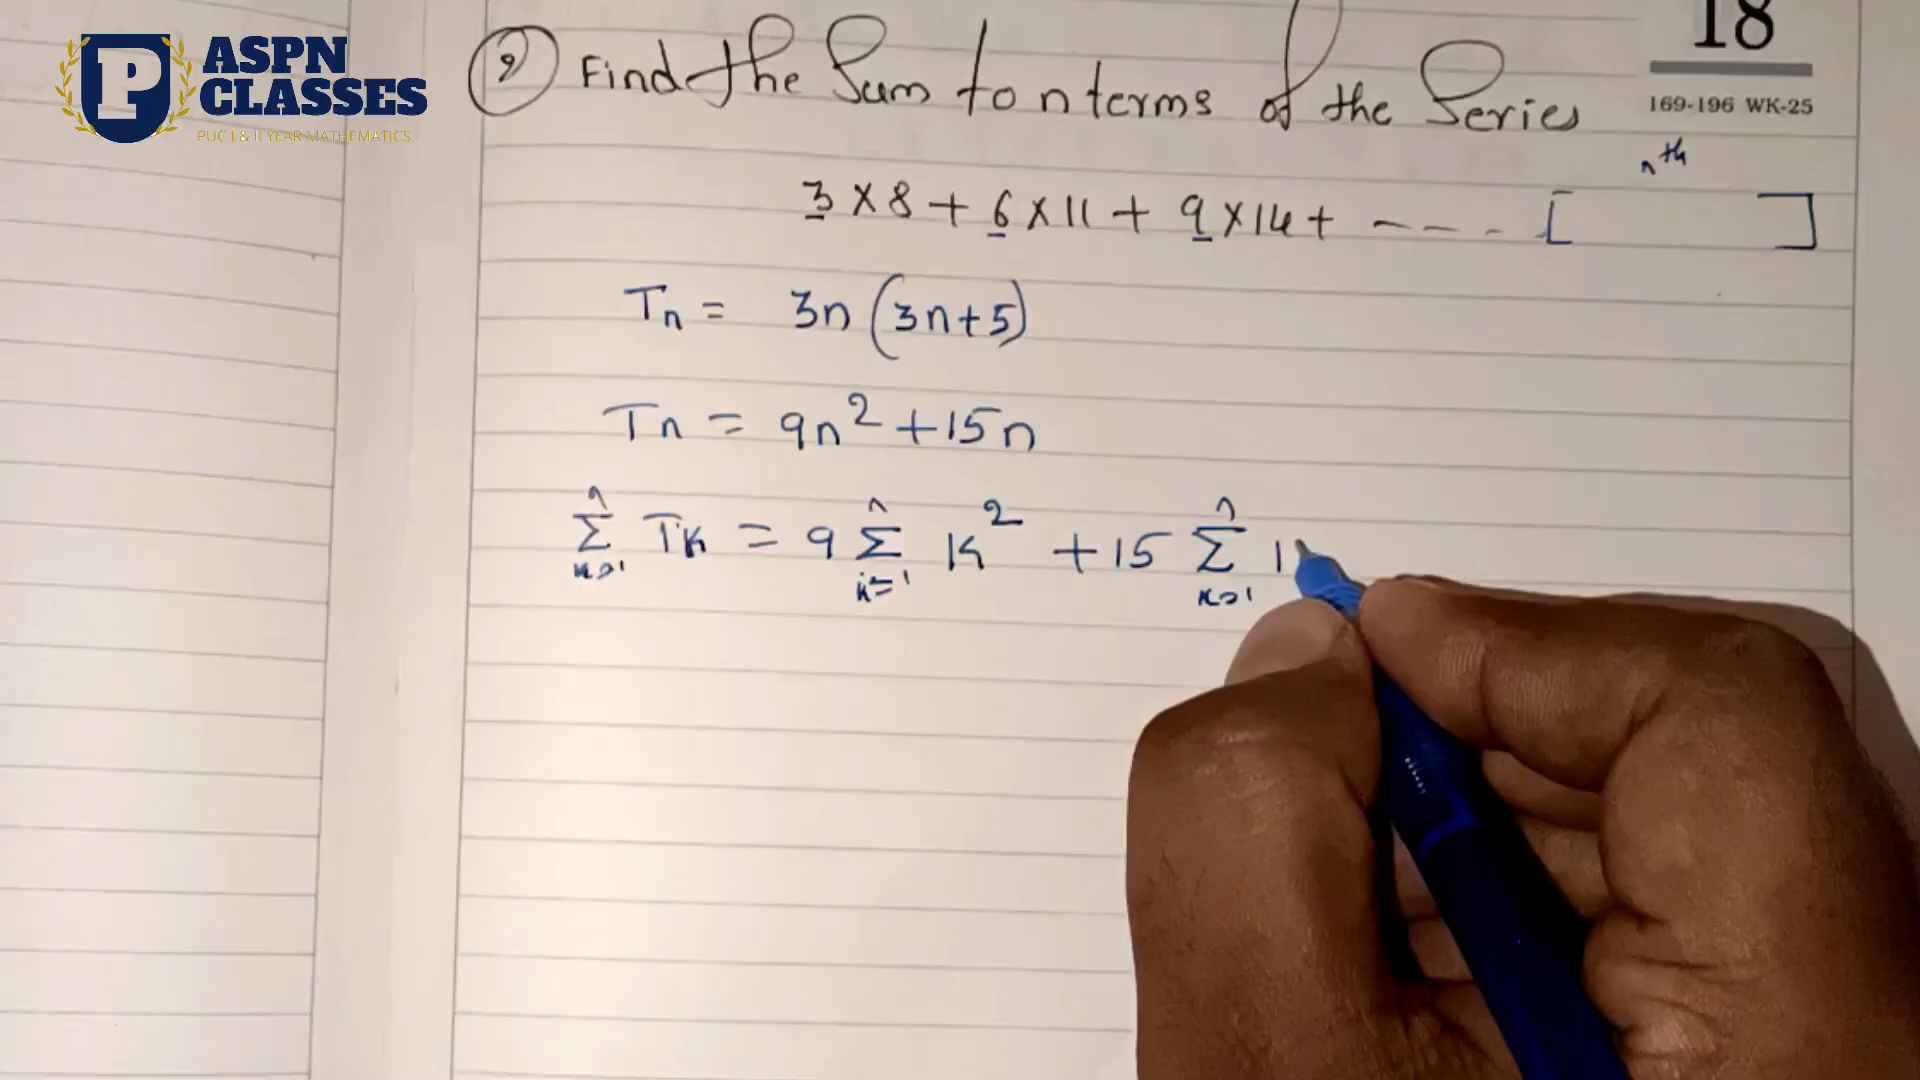 ASPN
CLASSES
PUC I & II YEAR MATHEMATICS
18
169-196 WK-25
2 Find the Sum to n terms of the Series
nth
3 × 8 + 6 × 11 + 9 × 14 + - - - - [ ]
Tn = 3n (3n+5)
Tn = 9n² + 15n
n n n
Σ TK = 9 Σ K² + 15 Σ K
K=1 K=1 K=1